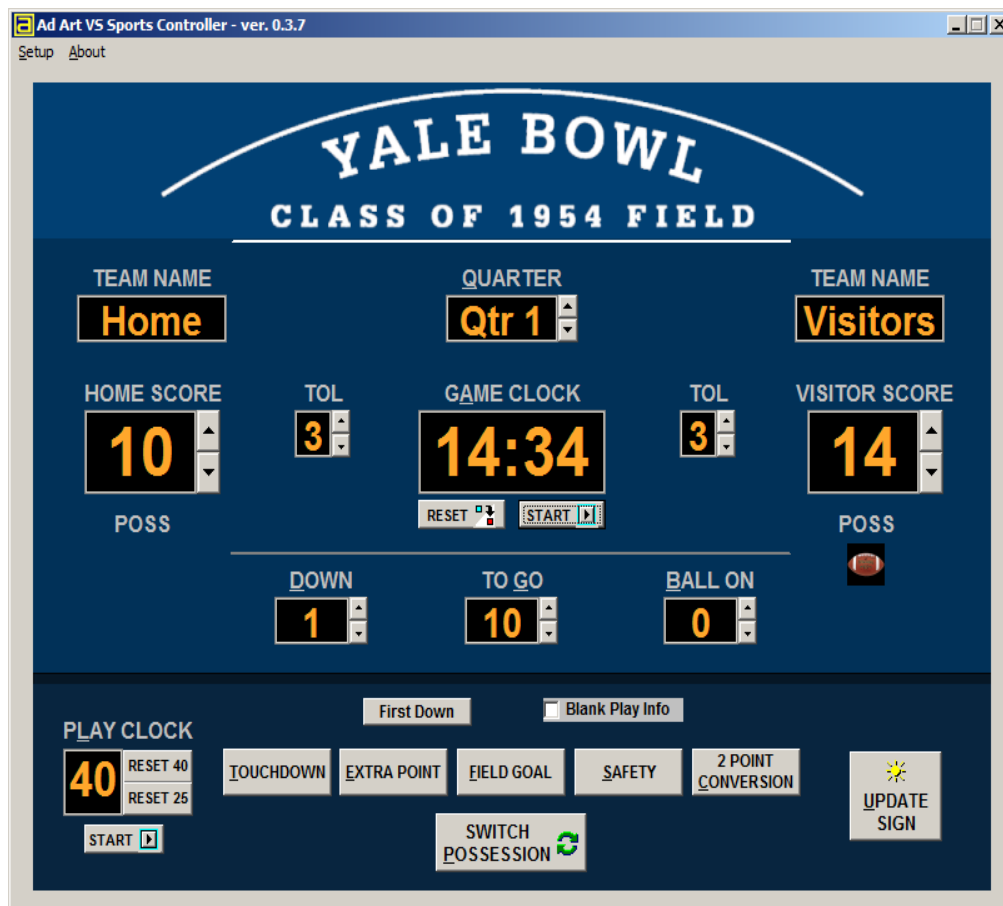 Ad Art VS Sports Controller - ver. 0.3.7
Setup About
YALE BOWL
CLASS OF 1954 FIELD
TEAM NAME QUARTER TEAM NAME
Home Qtr 1 Visitors
HOME SCORE TOL GAME CLOCK TOL VISITOR SCORE
10 3 14:34 3 14
RESET START
POSS POSS
DOWN TO GO BALL ON
1 10 0
First Down Blank Play Info
PLAY CLOCK
40 RESET 40
RESET 25
START
TOUCHDOWN EXTRA POINT FIELD GOAL SAFETY 2 POINT
CONVERSION
SWITCH
POSSESSION
UPDATE
SIGN